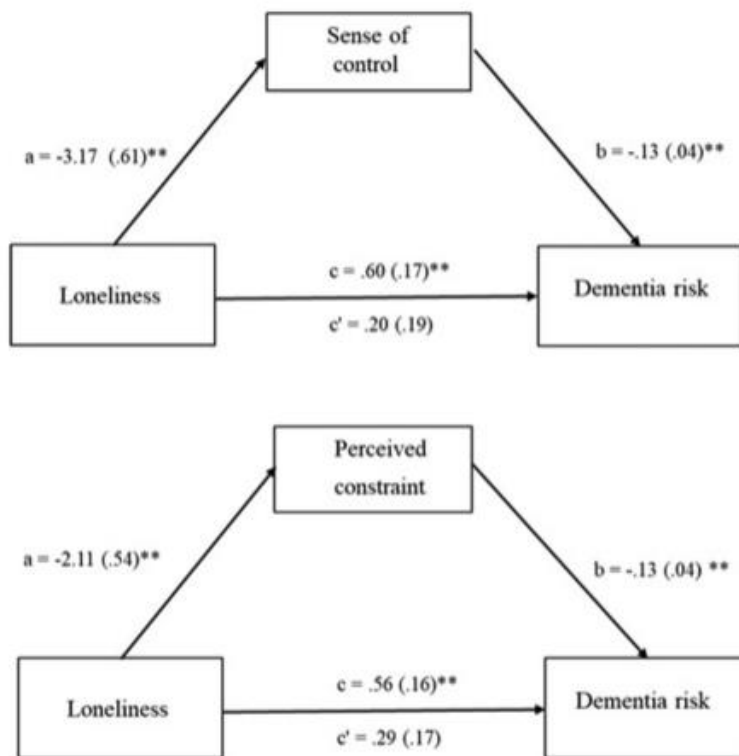 Sense of
control
a = -3.17 (.61)**
b = -.13 (.04)**
Loneliness
c = .60 (.17)**
c' = .20 (.19)
Dementia risk
Perceived
constraint
a = -2.11 (.54)**
b = -.13 (.04) **
Loneliness
c = .56 (.16)**
c' = .29 (.17)
Dementia risk